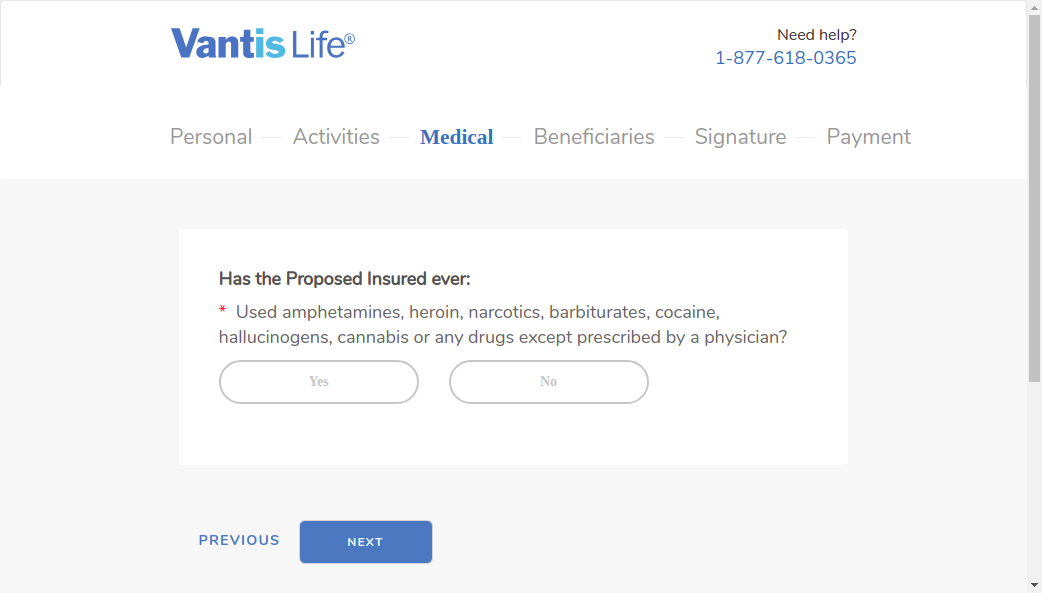 Vantis Life®
Need help?
1-877-618-0365
Personal Activities Medical Beneficiaries Signature Payment
Has the Proposed Insured ever:
* Used amphetamines, heroin, narcotics, barbiturates, cocaine,
hallucinogens, cannabis or any drugs except prescribed by a physician?
Yes No
PREVIOUS NEXT